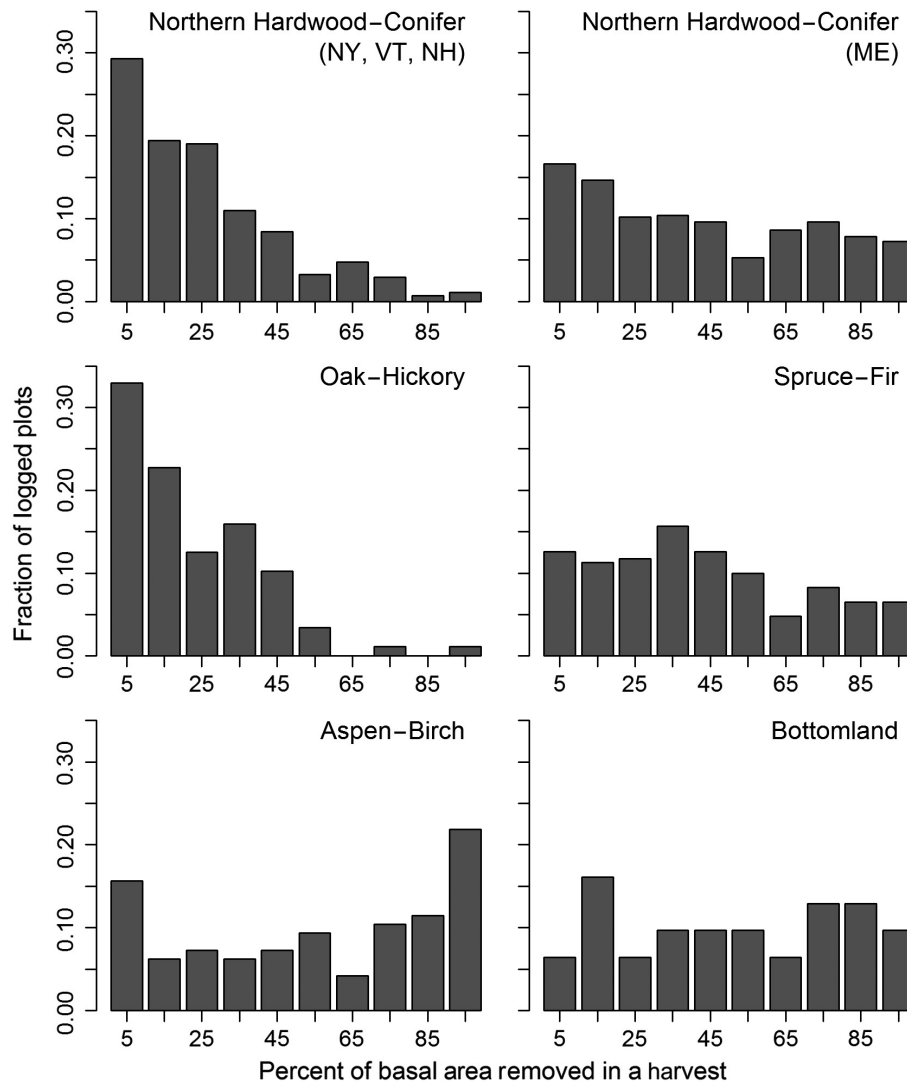 Northern Hardwood−Conifer
(NY, VT, NH)
0.00 0.10 0.20 0.30
5 25 45 65 85
Northern Hardwood−Conifer
(ME)
5 25 45 65 85
Oak−Hickory
0.00 0.10 0.20 0.30
5 25 45 65 85
Spruce−Fir
5 25 45 65 85
Fraction of logged plots
Aspen−Birch
0.00 0.10 0.20 0.30
5 25 45 65 85
Bottomland
5 25 45 65 85
Percent of basal area removed in a harvest